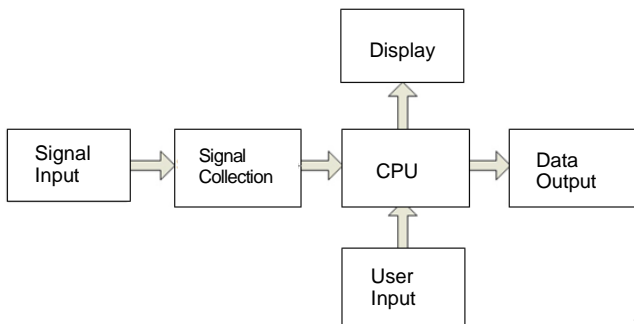 Display
Signal
Input
Signal
Collection
CPU
Data
Output
User
Input